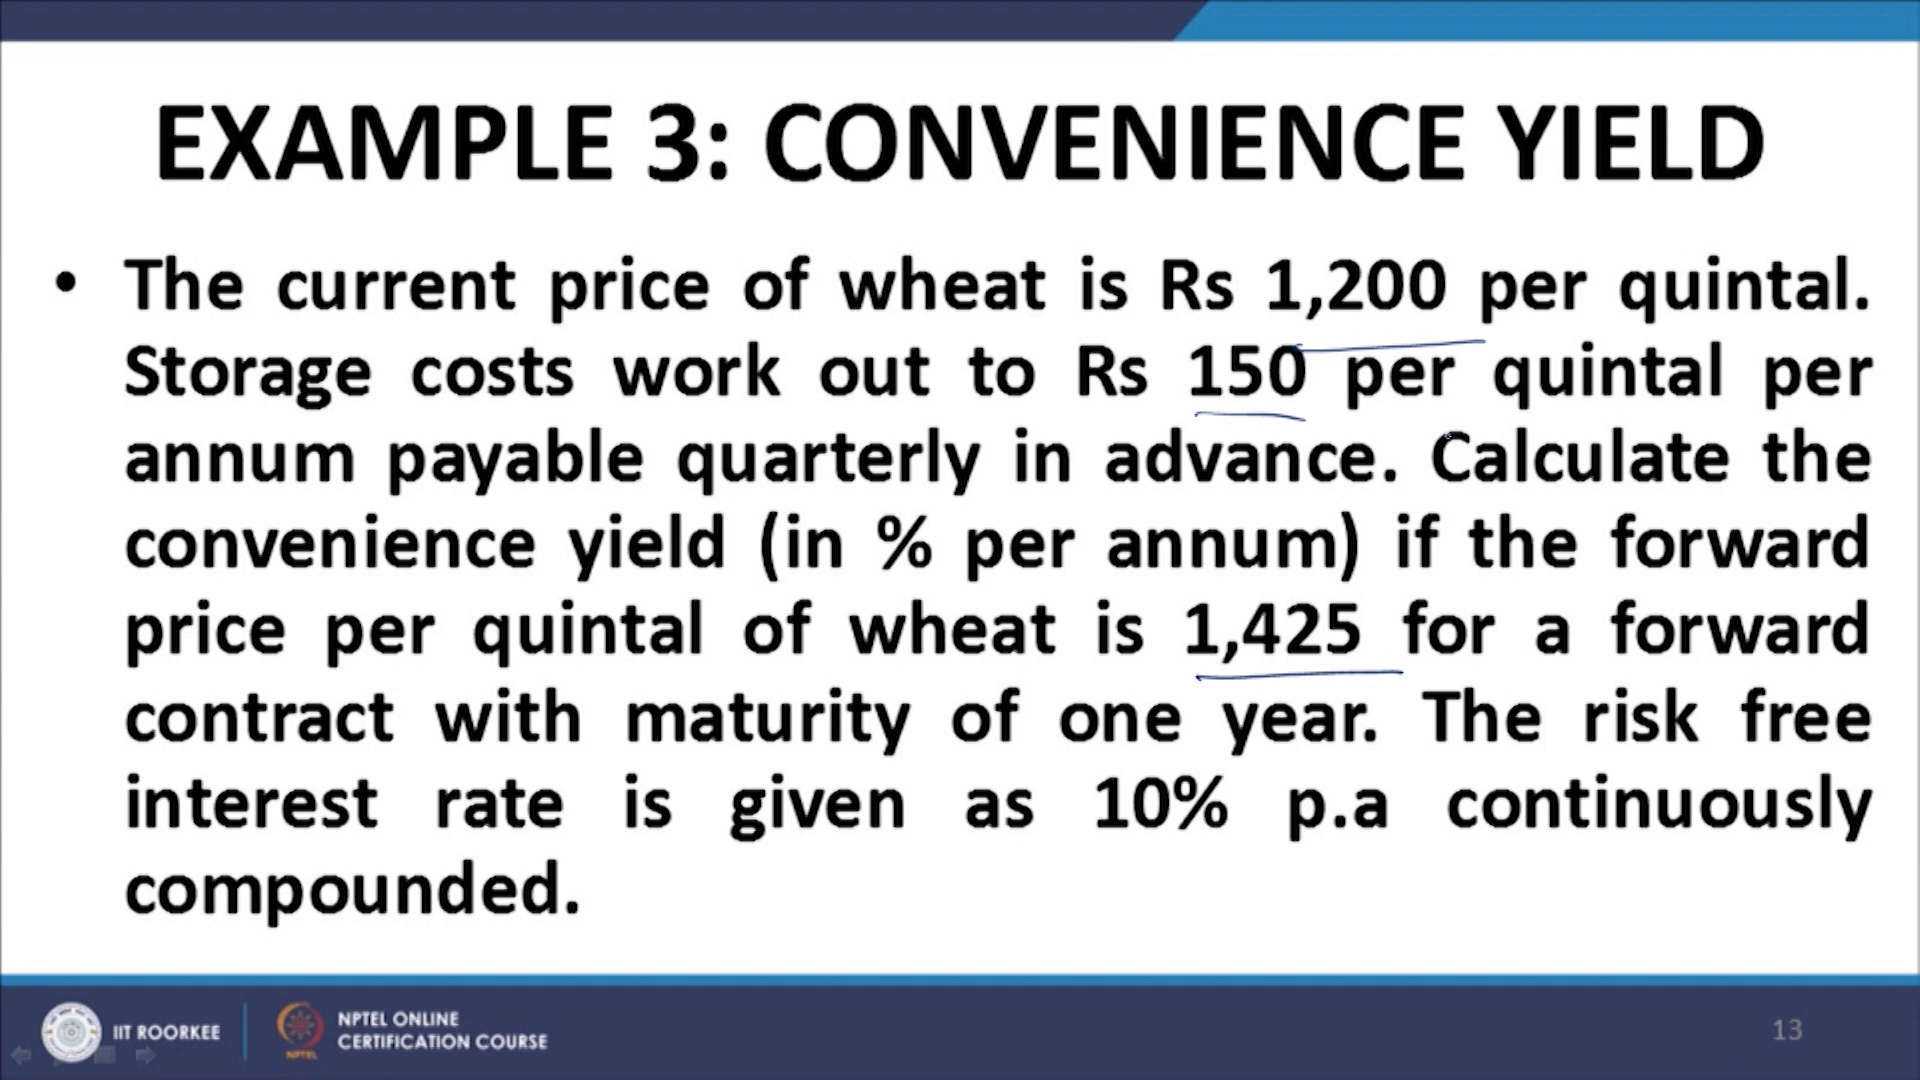 EXAMPLE 3: CONVENIENCE YIELD
• The current price of wheat is Rs 1,200 per quintal.
Storage costs work out to Rs 150 per quintal per
annum payable quarterly in advance. Calculate the
convenience yield (in % per annum) if the forward
price per quintal of wheat is 1,425 for a forward
contract with maturity of one year. The risk free
interest rate is given as 10% p.a continuously
compounded.
IIT ROORKEE
NPTEL
NPTEL ONLINE
CERTIFICATION COURSE
13